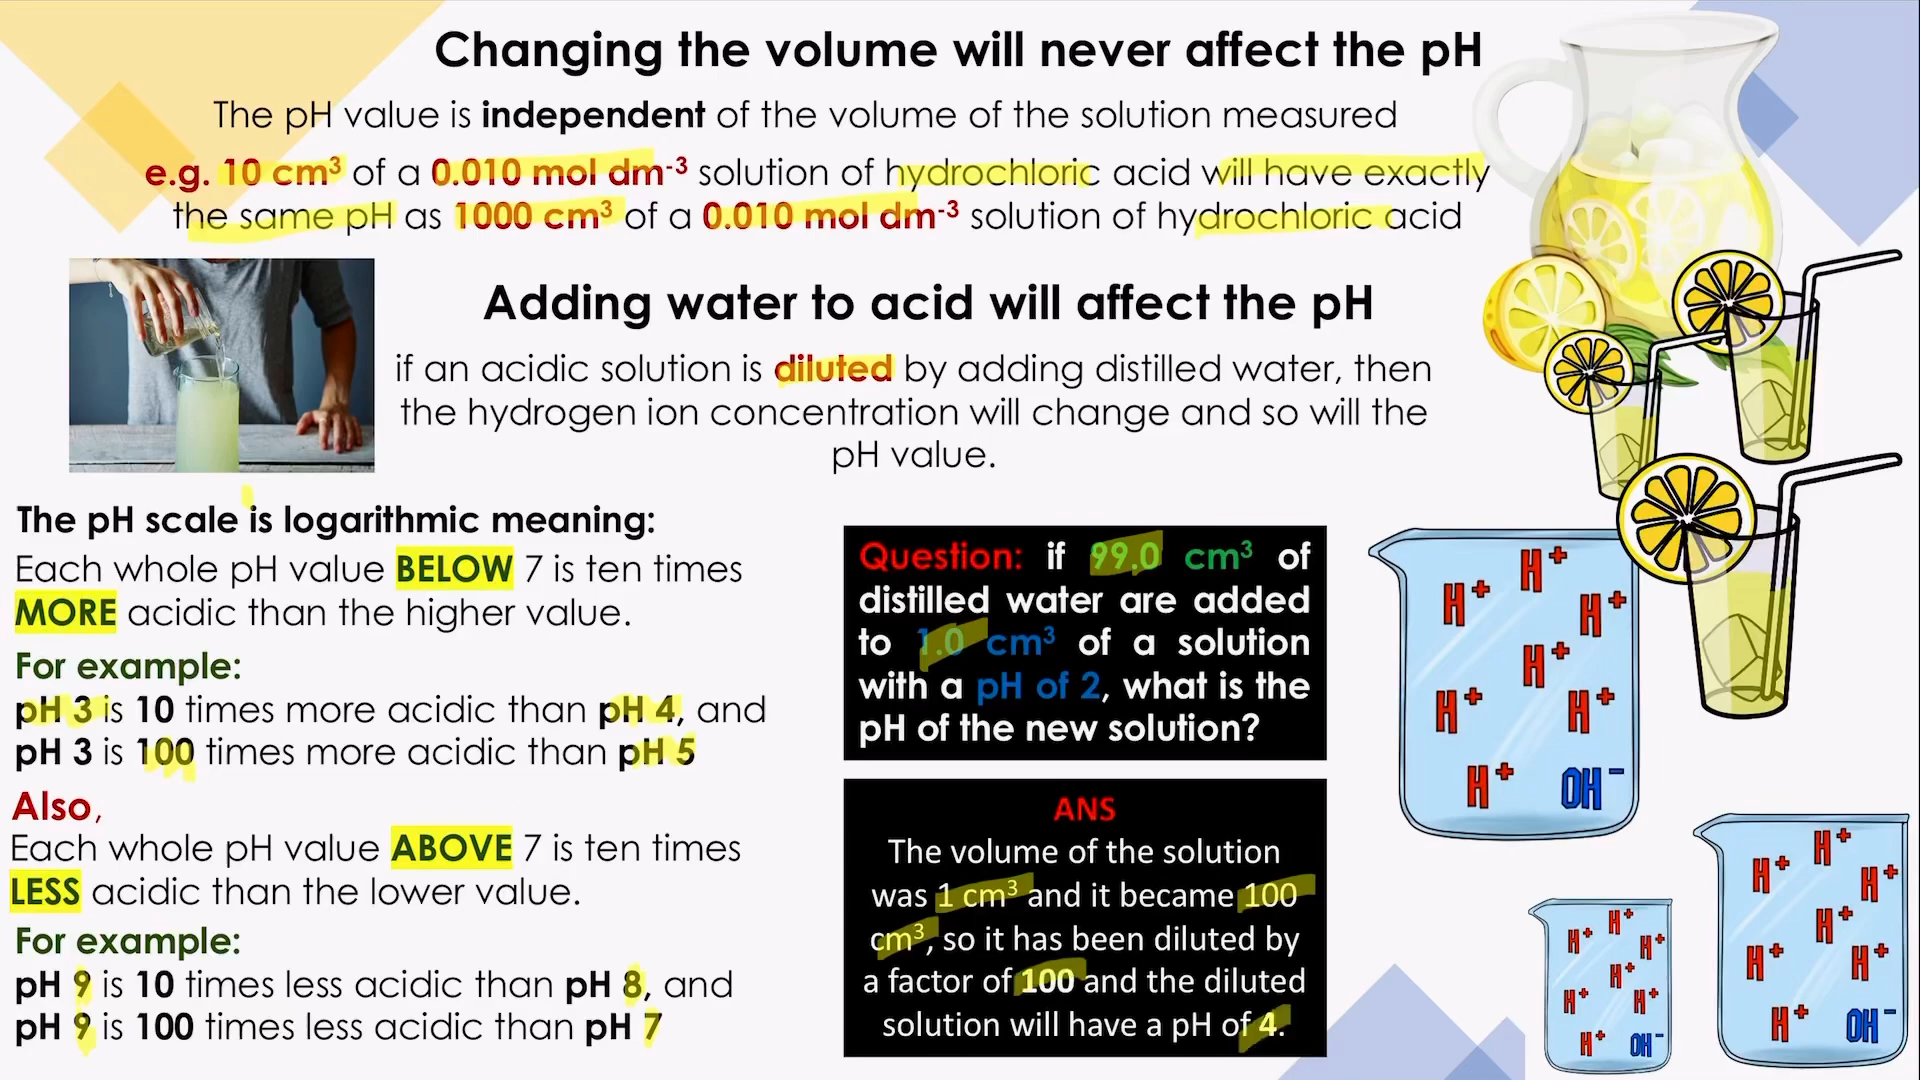 Changing the volume will never affect the pH
The pH value is independent of the volume of the solution measured
e.g. 10 cm³ of a 0.010 mol dm⁻³ solution of hydrochloric acid will have exactly
the same pH as 1000 cm³ of a 0.010 mol dm⁻³ solution of hydrochloric acid
Adding water to acid will affect the pH
if an acidic solution is diluted by adding distilled water, then
the hydrogen ion concentration will change and so will the
pH value.
The pH scale is logarithmic meaning:
Each whole pH value BELOW 7 is ten times
MORE acidic than the higher value.
For example:
pH 3 is 10 times more acidic than pH 4, and
pH 3 is 100 times more acidic than pH 5
Also,
Each whole pH value ABOVE 7 is ten times
LESS acidic than the lower value.
For example:
pH 9 is 10 times less acidic than pH 8, and
pH 9 is 100 times less acidic than pH 7
Question: if 99.0 cm³ of
distilled water are added
to 1.0 cm³ of a solution
with a pH of 2, what is the
pH of the new solution?
ANS
The volume of the solution
was 1 cm³ and it became 100
cm³, so it has been diluted by
a factor of 100 and the diluted
solution will have a pH of 4.
H⁺
H⁺
H⁺
H⁺
H⁺
H⁺
H⁺ OH⁻
H⁺
H⁺
H⁺
H⁺
H⁺
H⁺
H⁺ OH⁻
H⁺
H⁺
H⁺
H⁺
H⁺
H⁺
H⁺ OH⁻